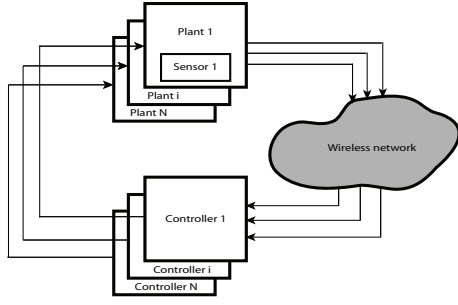 Plant 1
Sensor 1
Plant i
Plant N
Wireless network
Controller 1
Controller i
Controller N